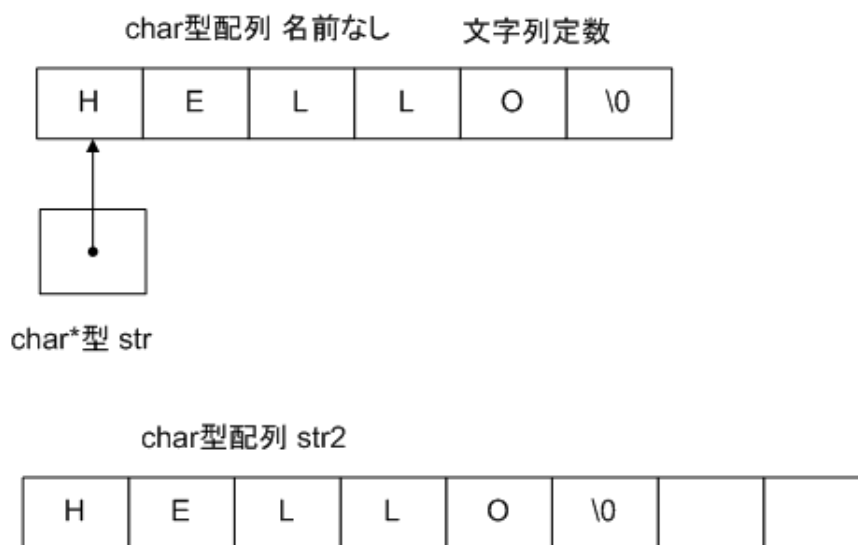 char型配列 名前なし 文字列定数
H E L L O \0
char*型 str
char型配列 str2
H E L L O \0